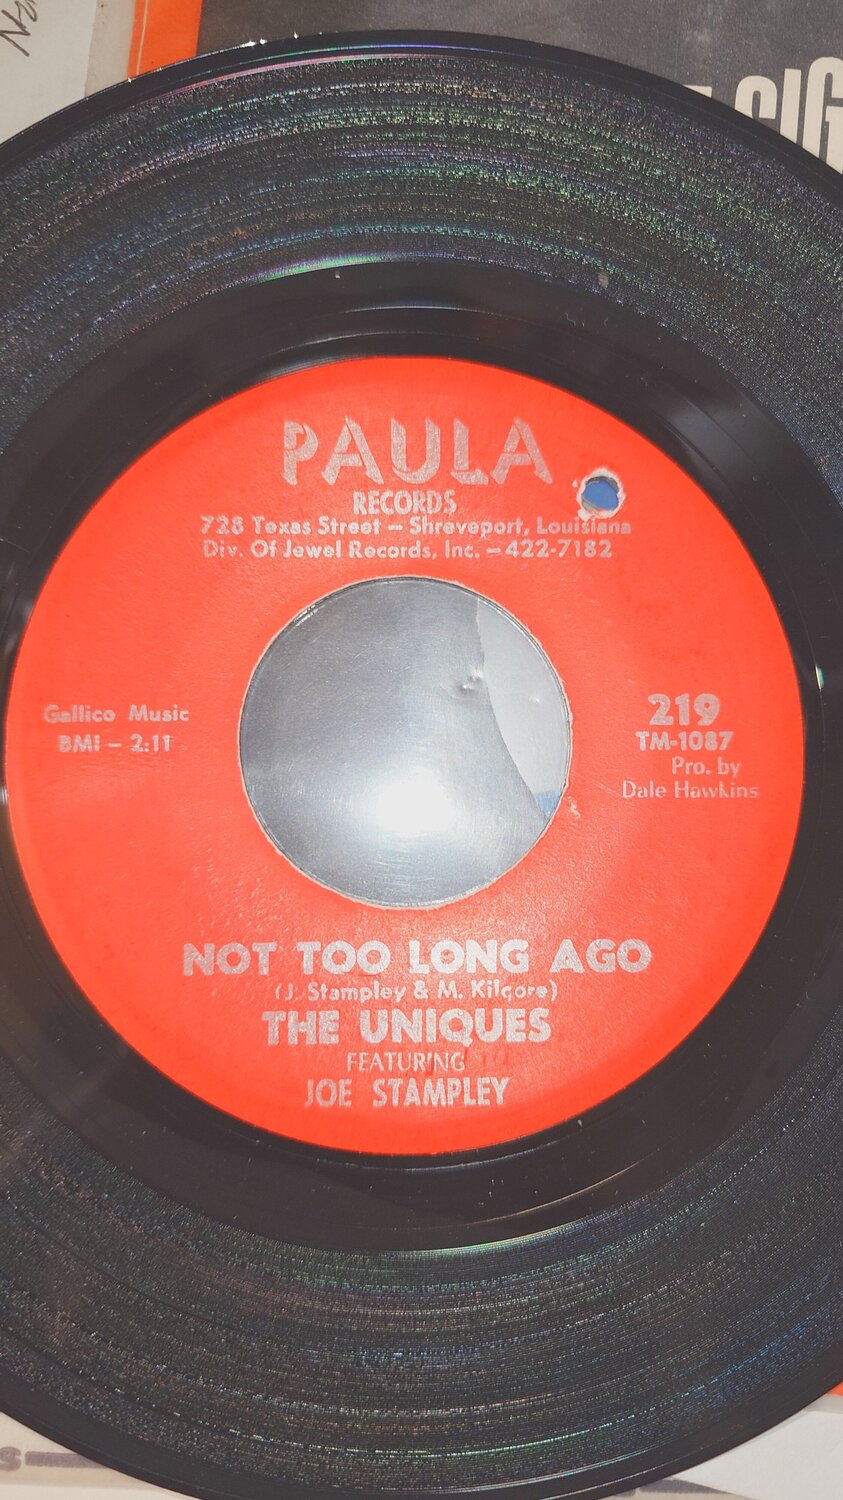 SIG
PAULA
RECORDS
728 Texas Street – Shreveport, Louisiana
Div. Of Jewel Records, Inc. – 422-7182
Gallico Music
BMI – 2:11
219
TM-1087
Pro. by
Dale Hawkins
NOT TOO LONG AGO
(J. Stampley & M. Kilgore)
THE UNIQUES
FEATURING
JOE STAMPLEY